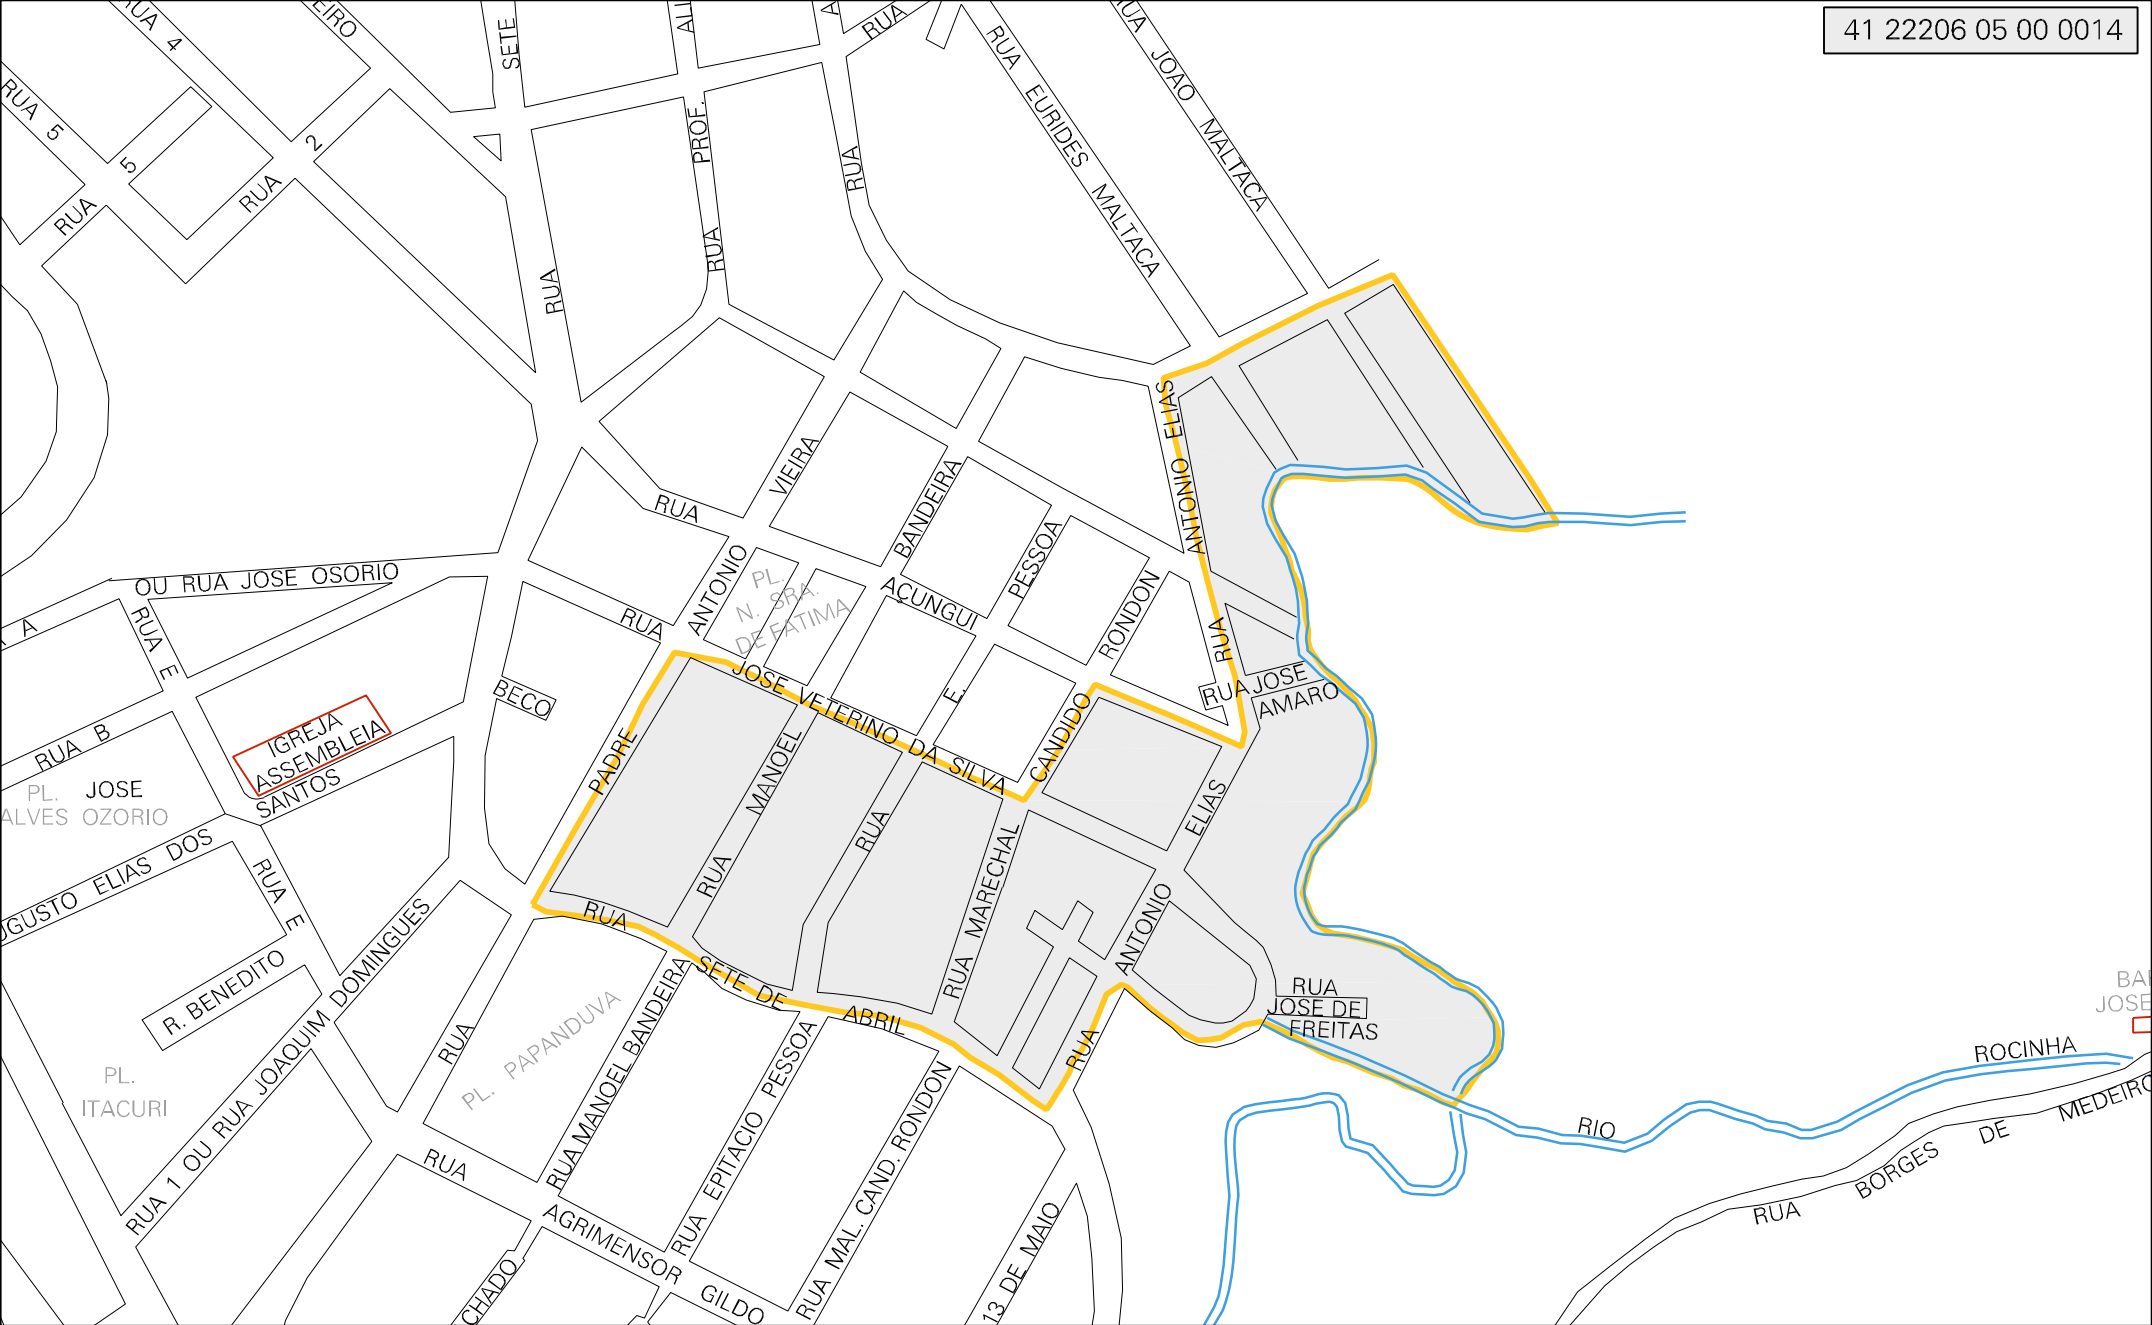 41 22206 05 00 0014
RUA 4
EIRO
SETE
RUA
RUA EURIDES MALTACA
RUA JOAO MALTACA
RUA 5
5
2
RUA
RUA
RUA
RUA PROF.
RUA
RUA ANTONIO ELIAS
VIEIRA
BANDEIRA
PESSOA
RONDON
RUA
ANTONIO
PL.
N. SRA.
DE FATIMA
AÇUNGUI
OU RUA JOSE OSORIO
RUA E
A
RUA
BECO
JOSE VETERINO DA SILVA
E.
CANDIDO
RUA JOSE
AMARO
RUA B
IGREJA
ASSEMBLEIA
SANTOS
PL. JOSE
ALVES OZORIO
PADRE
RUA MANOEL
RUA
RUA MARECHAL
ELIAS
UGUSTO ELIAS DOS
RUA E
R. BENEDITO
RUA
SETE DE
ABRIL
RUA ANTONIO
RUA
JOSE DE
FREITAS
PL.
ITACURI
RUA 1 OU RUA JOAQUIM DOMINGUES
RUA
PL. PAPANDUVA
RUA MANOEL BANDEIRA
RUA EPITACIO PESSOA
RUA MAL. CAND. RONDON
RUA
AGRIMENSOR GILDO
CHADO
13 DE MAIO
RIO ROCINHA
RUA BORGES DE MEDEIRO
BAI
JOSE